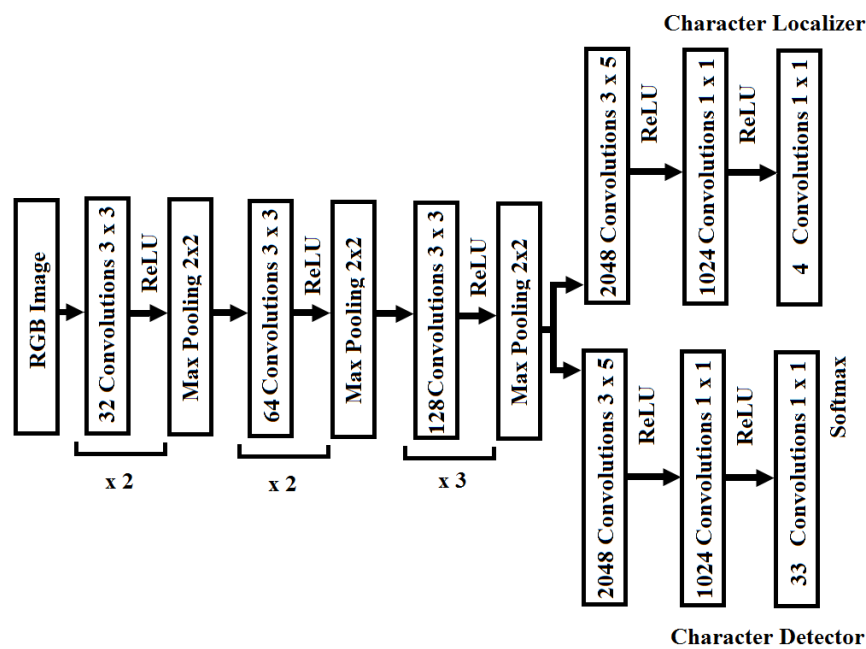 Character Localizer
RGB Image
32 Convolutions 3 x 3
ReLU
Max Pooling 2x2
x 2
64 Convolutions 3 x 3
ReLU
Max Pooling 2x2
x 2
128 Convolutions 3 x 3
ReLU
Max Pooling 2x2
x 3
2048 Convolutions 3 x 5
ReLU
1024 Convolutions 1 x 1
ReLU
4 Convolutions 1 x 1
2048 Convolutions 3 x 5
ReLU
1024 Convolutions 1 x 1
ReLU
33 Convolutions 1 x 1
Softmax
Character Detector